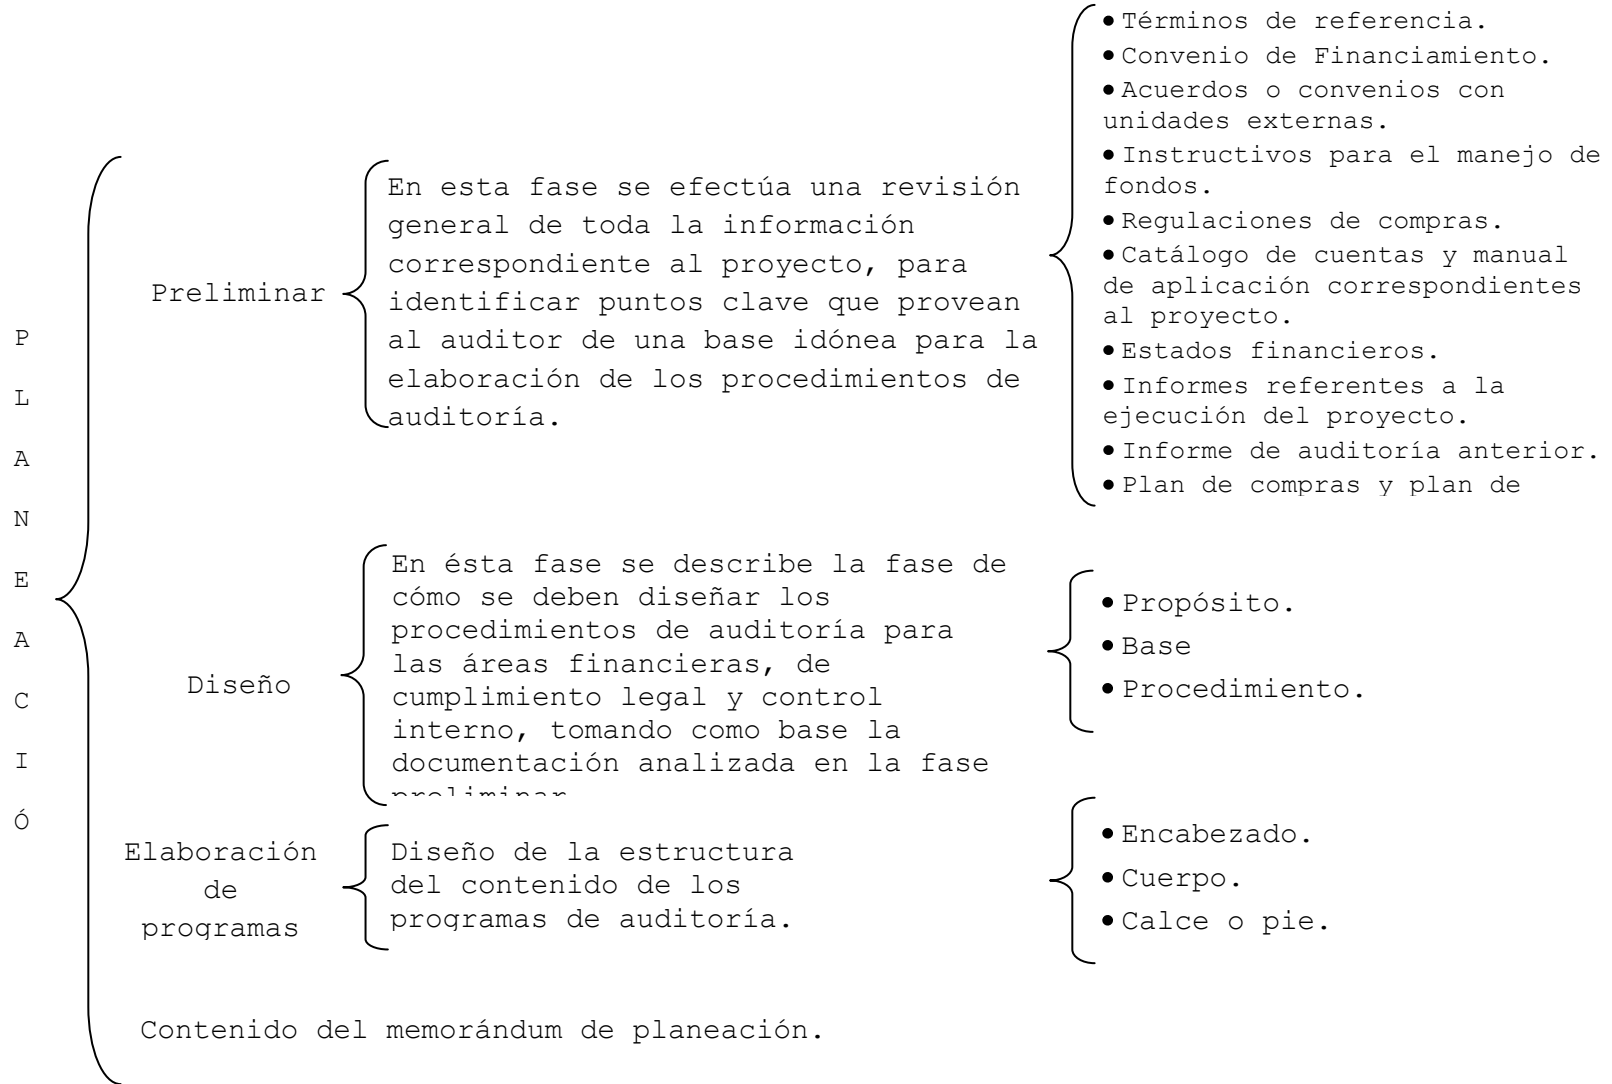 P
L
A
N
E
A
C
I
Ó
Preliminar
En esta fase se efectúa una revisión
general de toda la información
correspondiente al proyecto, para
identificar puntos clave que provean
al auditor de una base idónea para la
elaboración de los procedimientos de
auditoría.
• Términos de referencia.
• Convenio de Financiamiento.
• Acuerdos o convenios con
unidades externas.
• Instructivos para el manejo de
fondos.
• Regulaciones de compras.
• Catálogo de cuentas y manual
de aplicación correspondientes
al proyecto.
• Estados financieros.
• Informes referentes a la
ejecución del proyecto.
• Informe de auditoría anterior.
• Plan de compras y plan de
Diseño
En ésta fase se describe la fase de
cómo se deben diseñar los
procedimientos de auditoría para
las áreas financieras, de
cumplimiento legal y control
interno, tomando como base la
documentación analizada en la fase
preliminar
• Propósito.
• Base
• Procedimiento.
Elaboración
de
programas
Diseño de la estructura
del contenido de los
programas de auditoría.
• Encabezado.
• Cuerpo.
• Calce o pie.
Contenido del memorándum de planeación.